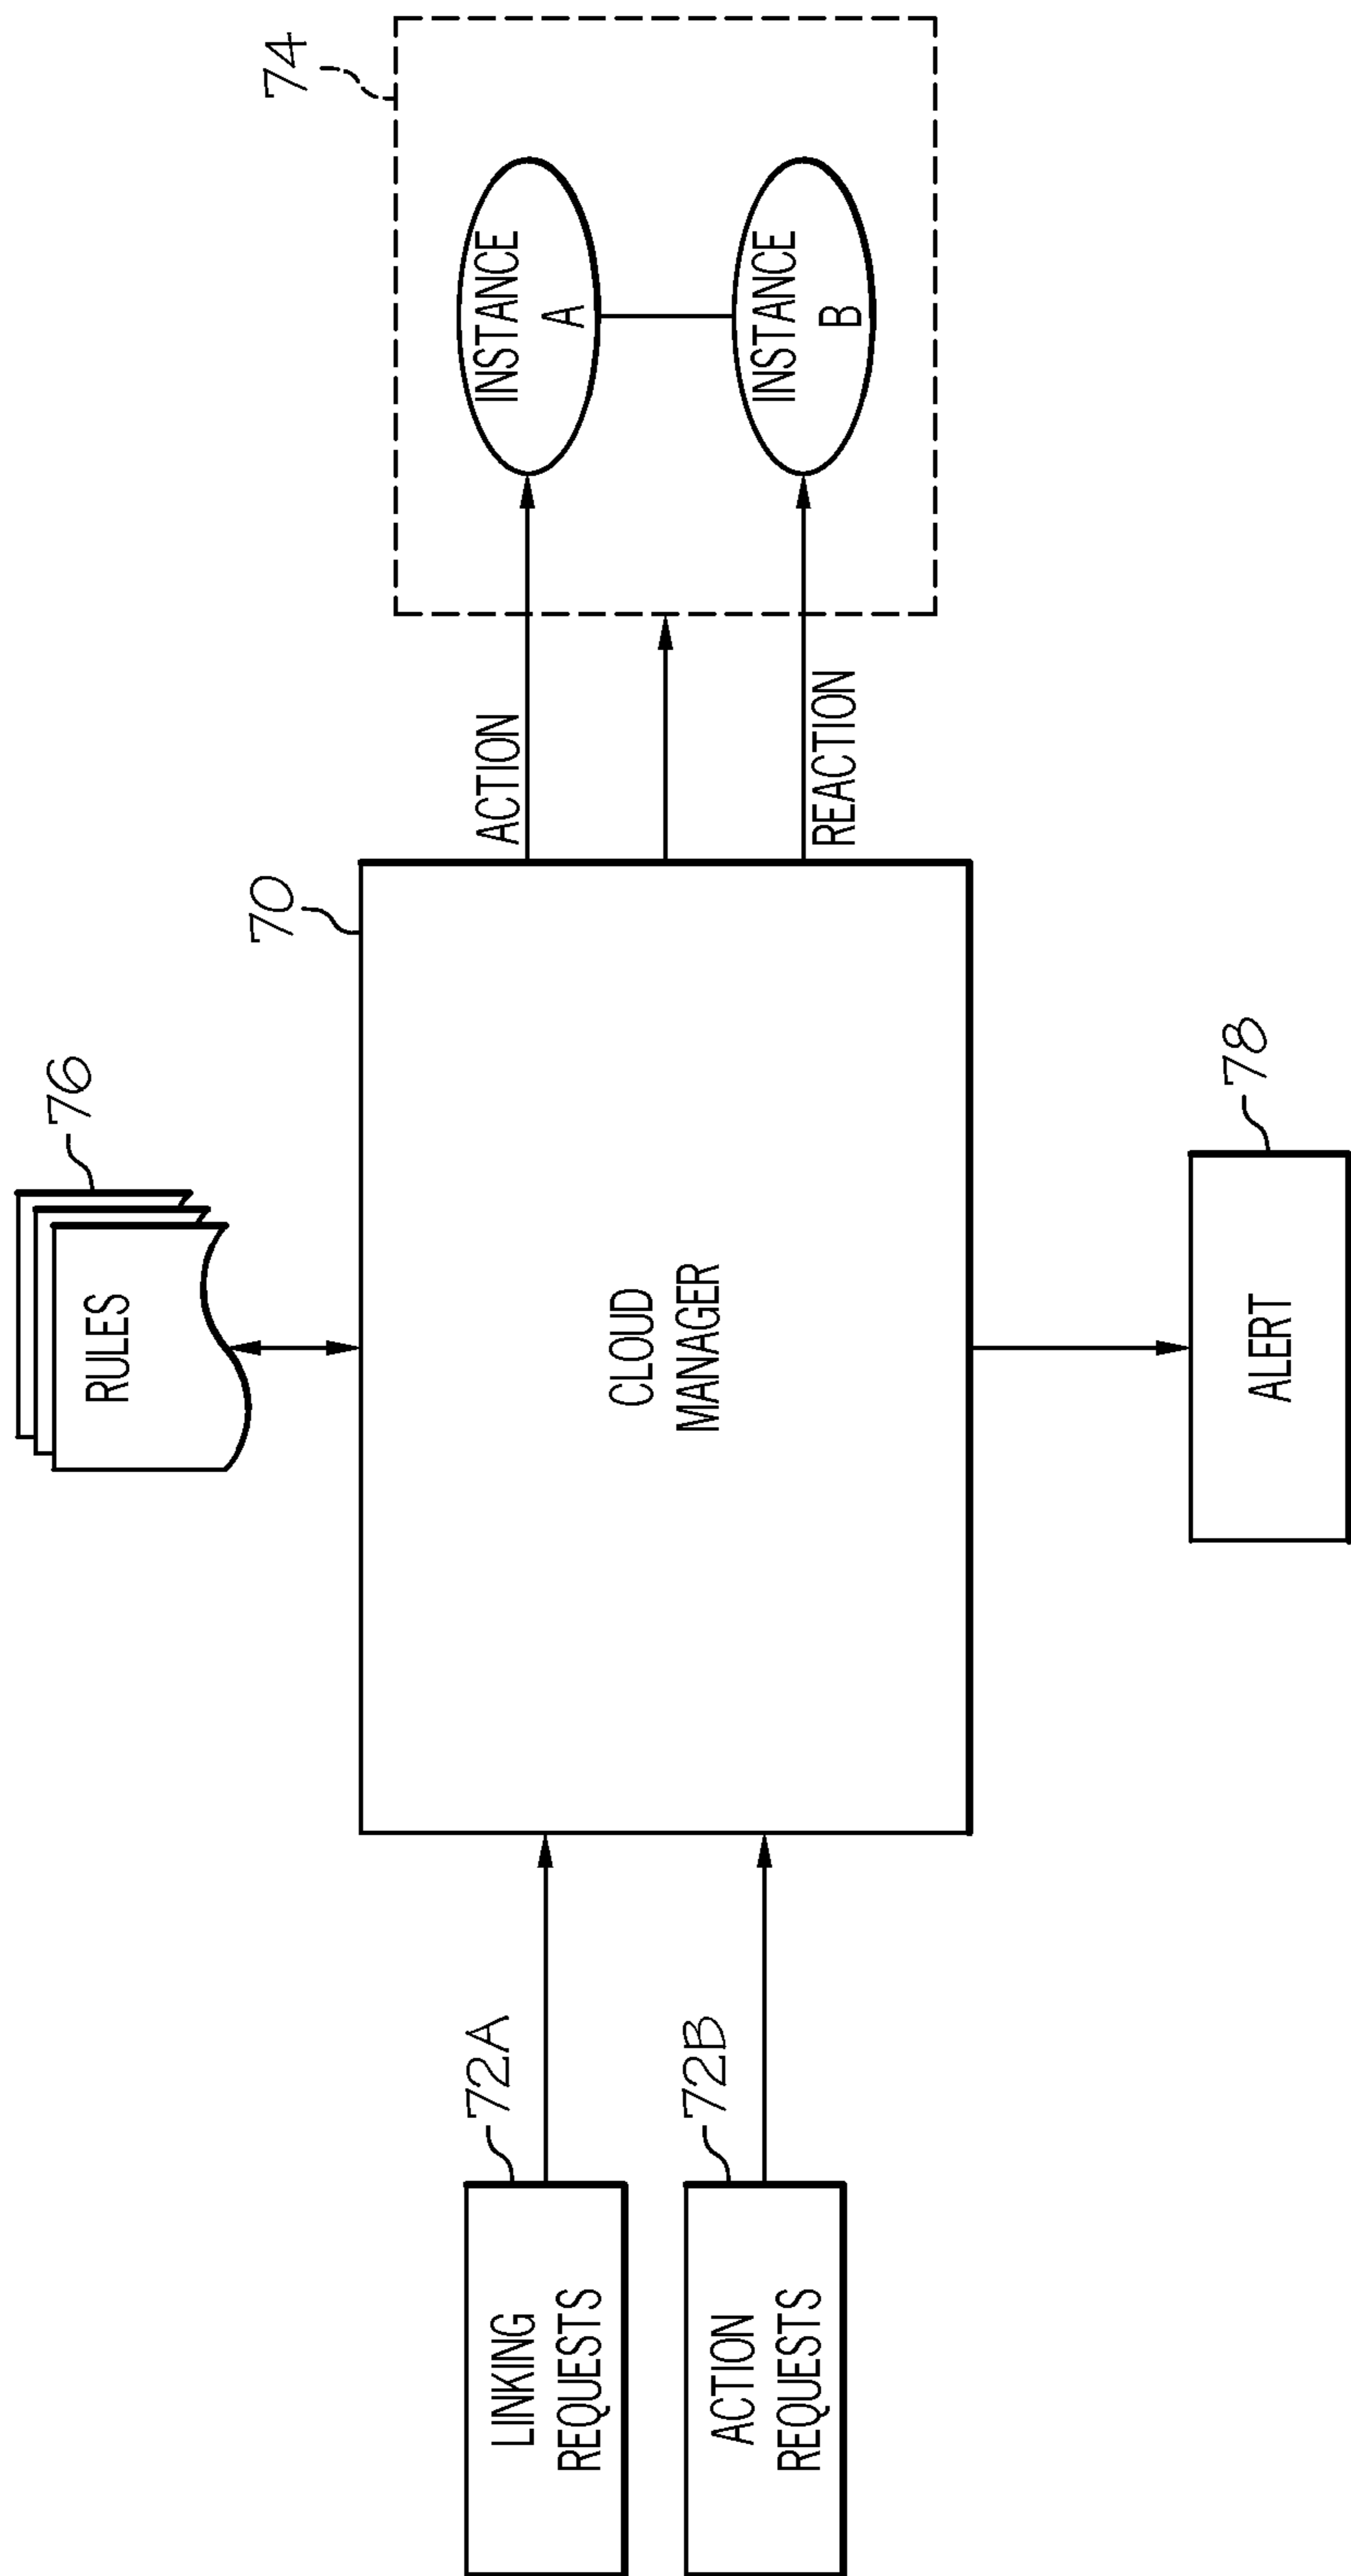 76
RULES
70
74
72A
LINKING
REQUESTS
72B
ACTION
REQUESTS
CLOUD
MANAGER
ACTION
REACTION
INSTANCE
A
INSTANCE
B
78
ALERT